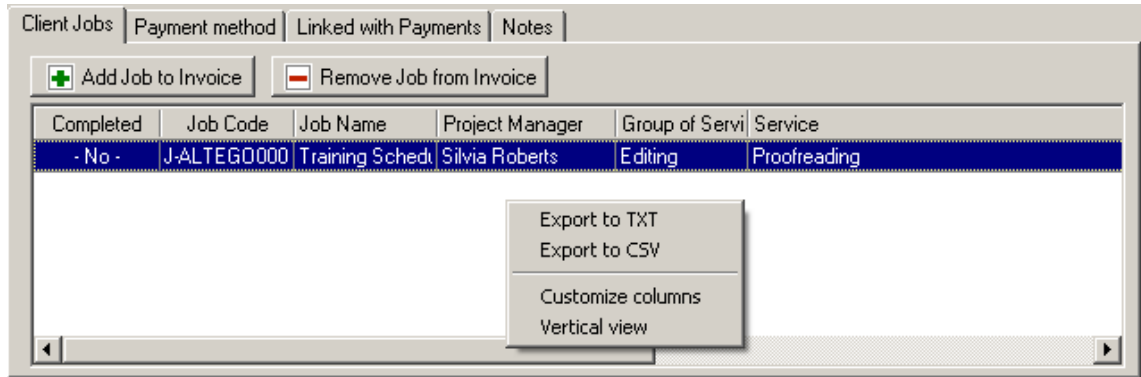 Client Jobs Payment method Linked with Payments Notes
Add Job to Invoice Remove Job from Invoice
Completed Job Code Job Name Project Manager Group of Servi Service
- No - J-ALTEGO000 Training Schedu Silvia Roberts Editing Proofreading
Export to TXT
Export to CSV
Customize columns
Vertical view